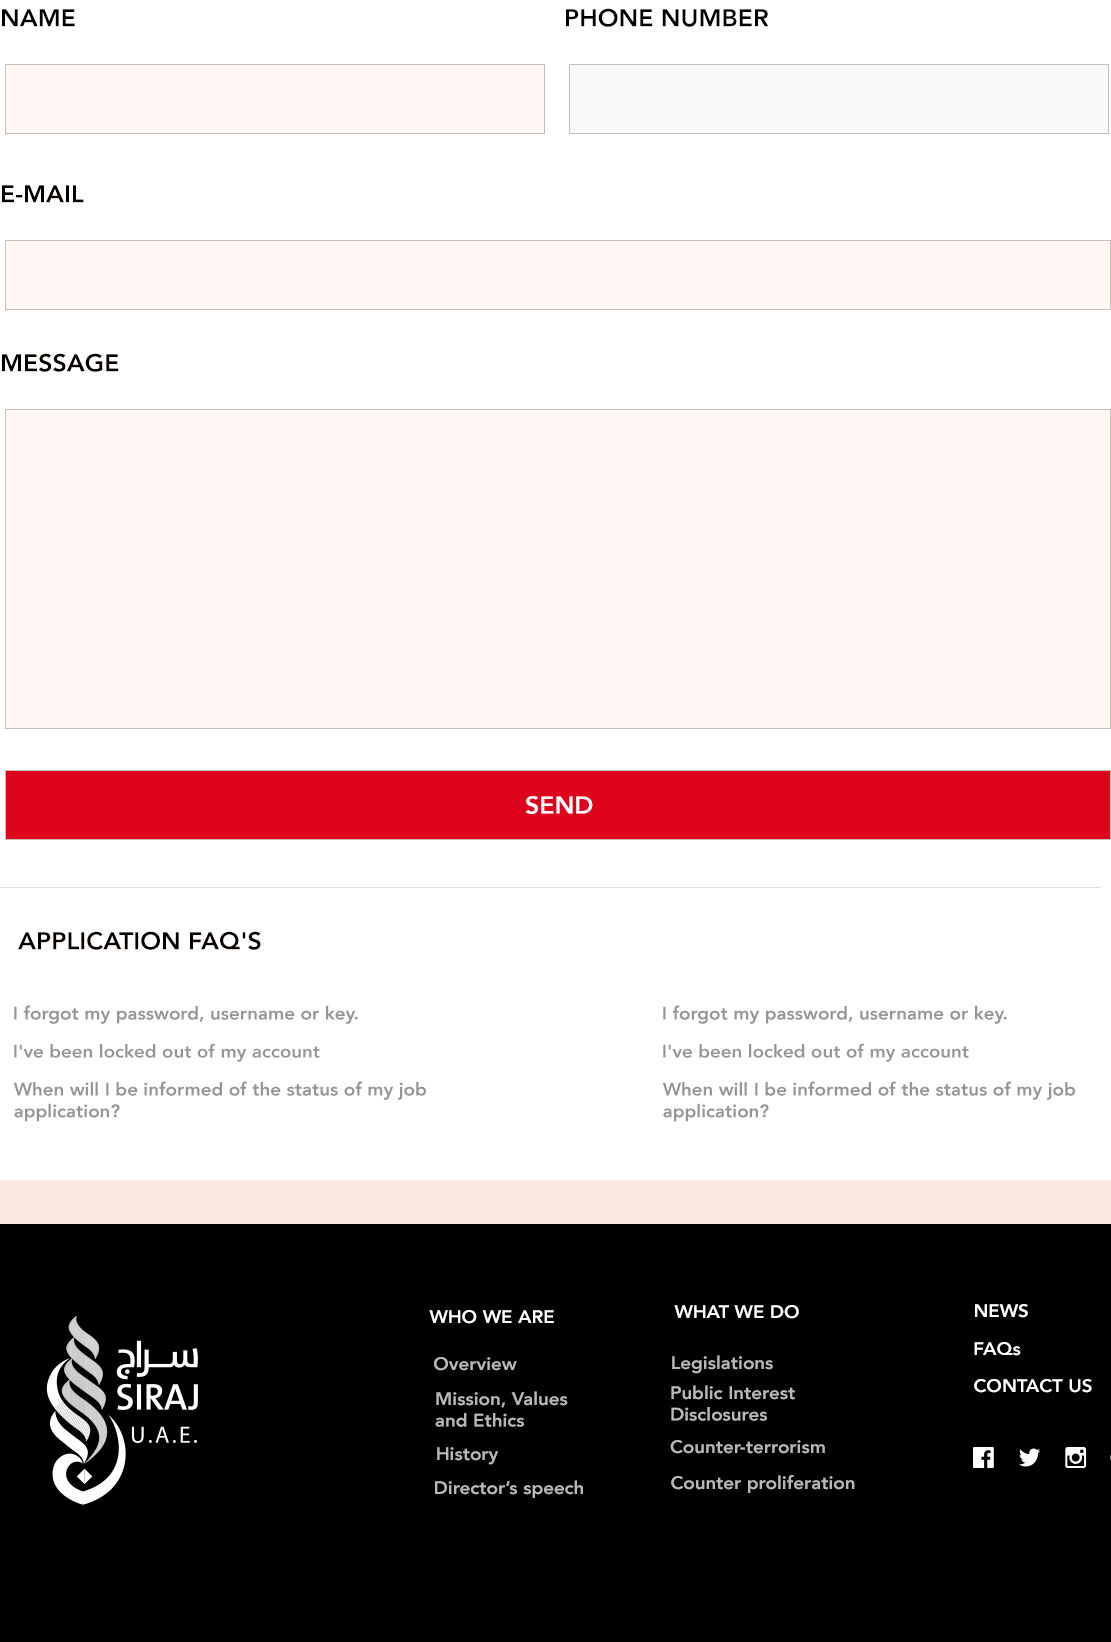 NAME
PHONE NUMBER
E-MAIL
MESSAGE
SEND
APPLICATION FAQ'S
I forgot my password, username or key.
I've been locked out of my account
When will I be informed of the status of my job
application?
I forgot my password, username or key.
I've been locked out of my account
When will I be informed of the status of my job
application?
سراج
SIRAJ
U.A.E.
WHO WE ARE
Overview
Mission, Values
and Ethics
History
Director’s speech
WHAT WE DO
Legislations
Public Interest
Disclosures
Counter-terrorism
Counter proliferation
NEWS
FAQs
CONTACT US